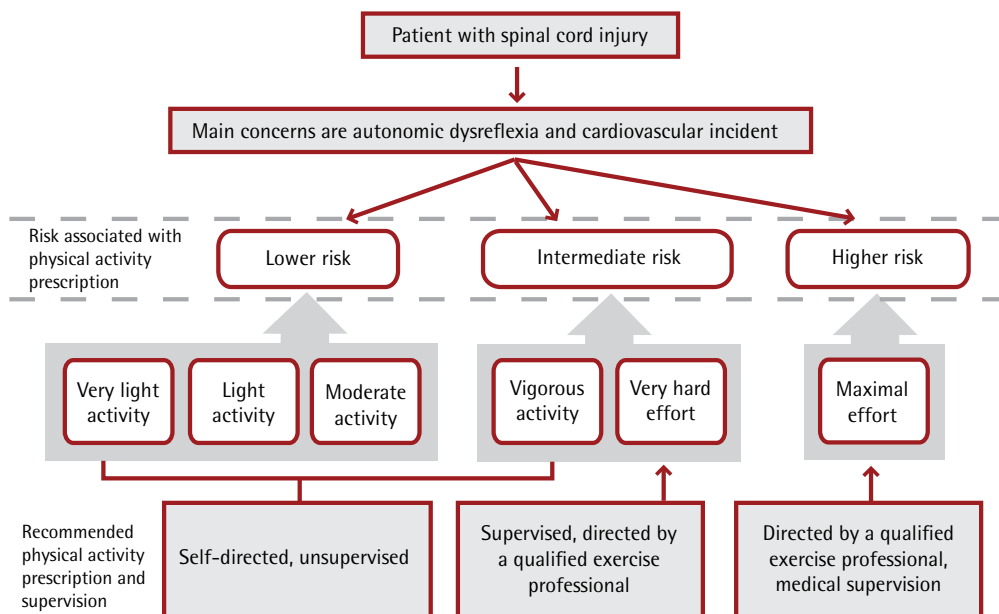 Patient with spinal cord injury
Main concerns are autonomic dysreflexia and cardiovascular incident
Risk associated with
physical activity
prescription
Lower risk
Intermediate risk
Higher risk
Very light
activity
Light
activity
Moderate
activity
Vigorous
activity
Very hard
effort
Maximal
effort
Recommended
physical activity
prescription and
supervision
Self-directed, unsupervised
Supervised, directed by
a qualified exercise
professional
Directed by a qualified
exercise professional,
medical supervision